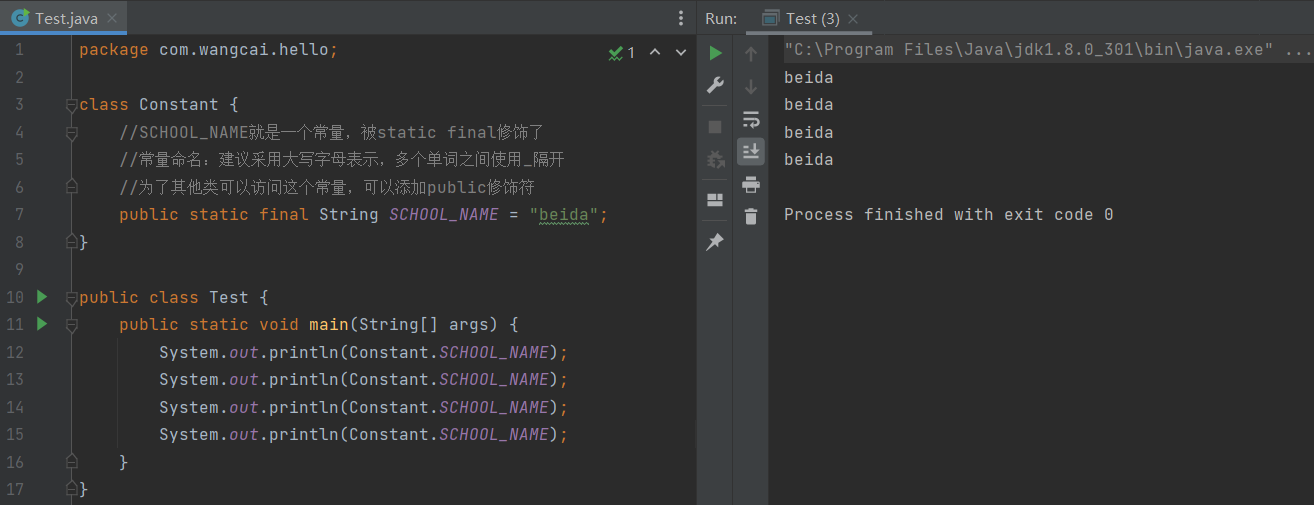 Test.java
1 package com.wangcai.hello;
1
2
3 class Constant {
4 //SCHOOL_NAME就是一个常量，被static final修饰了
5 //常量命名：建议采用大写字母表示，多个单词之间使用_隔开
6 //为了其他类可以访问这个常量，可以添加public修饰符
7 public static final String SCHOOL_NAME = "beida";
8 }
9
10 public class Test {
11 public static void main(String[] args) {
12 System.out.println(Constant.SCHOOL_NAME);
13 System.out.println(Constant.SCHOOL_NAME);
14 System.out.println(Constant.SCHOOL_NAME);
15 System.out.println(Constant.SCHOOL_NAME);
16 }
17 }
Run: Test (3)
"C:\Program Files\Java\jdk1.8.0_301\bin\java.exe" ...
beida
beida
beida
beida
Process finished with exit code 0